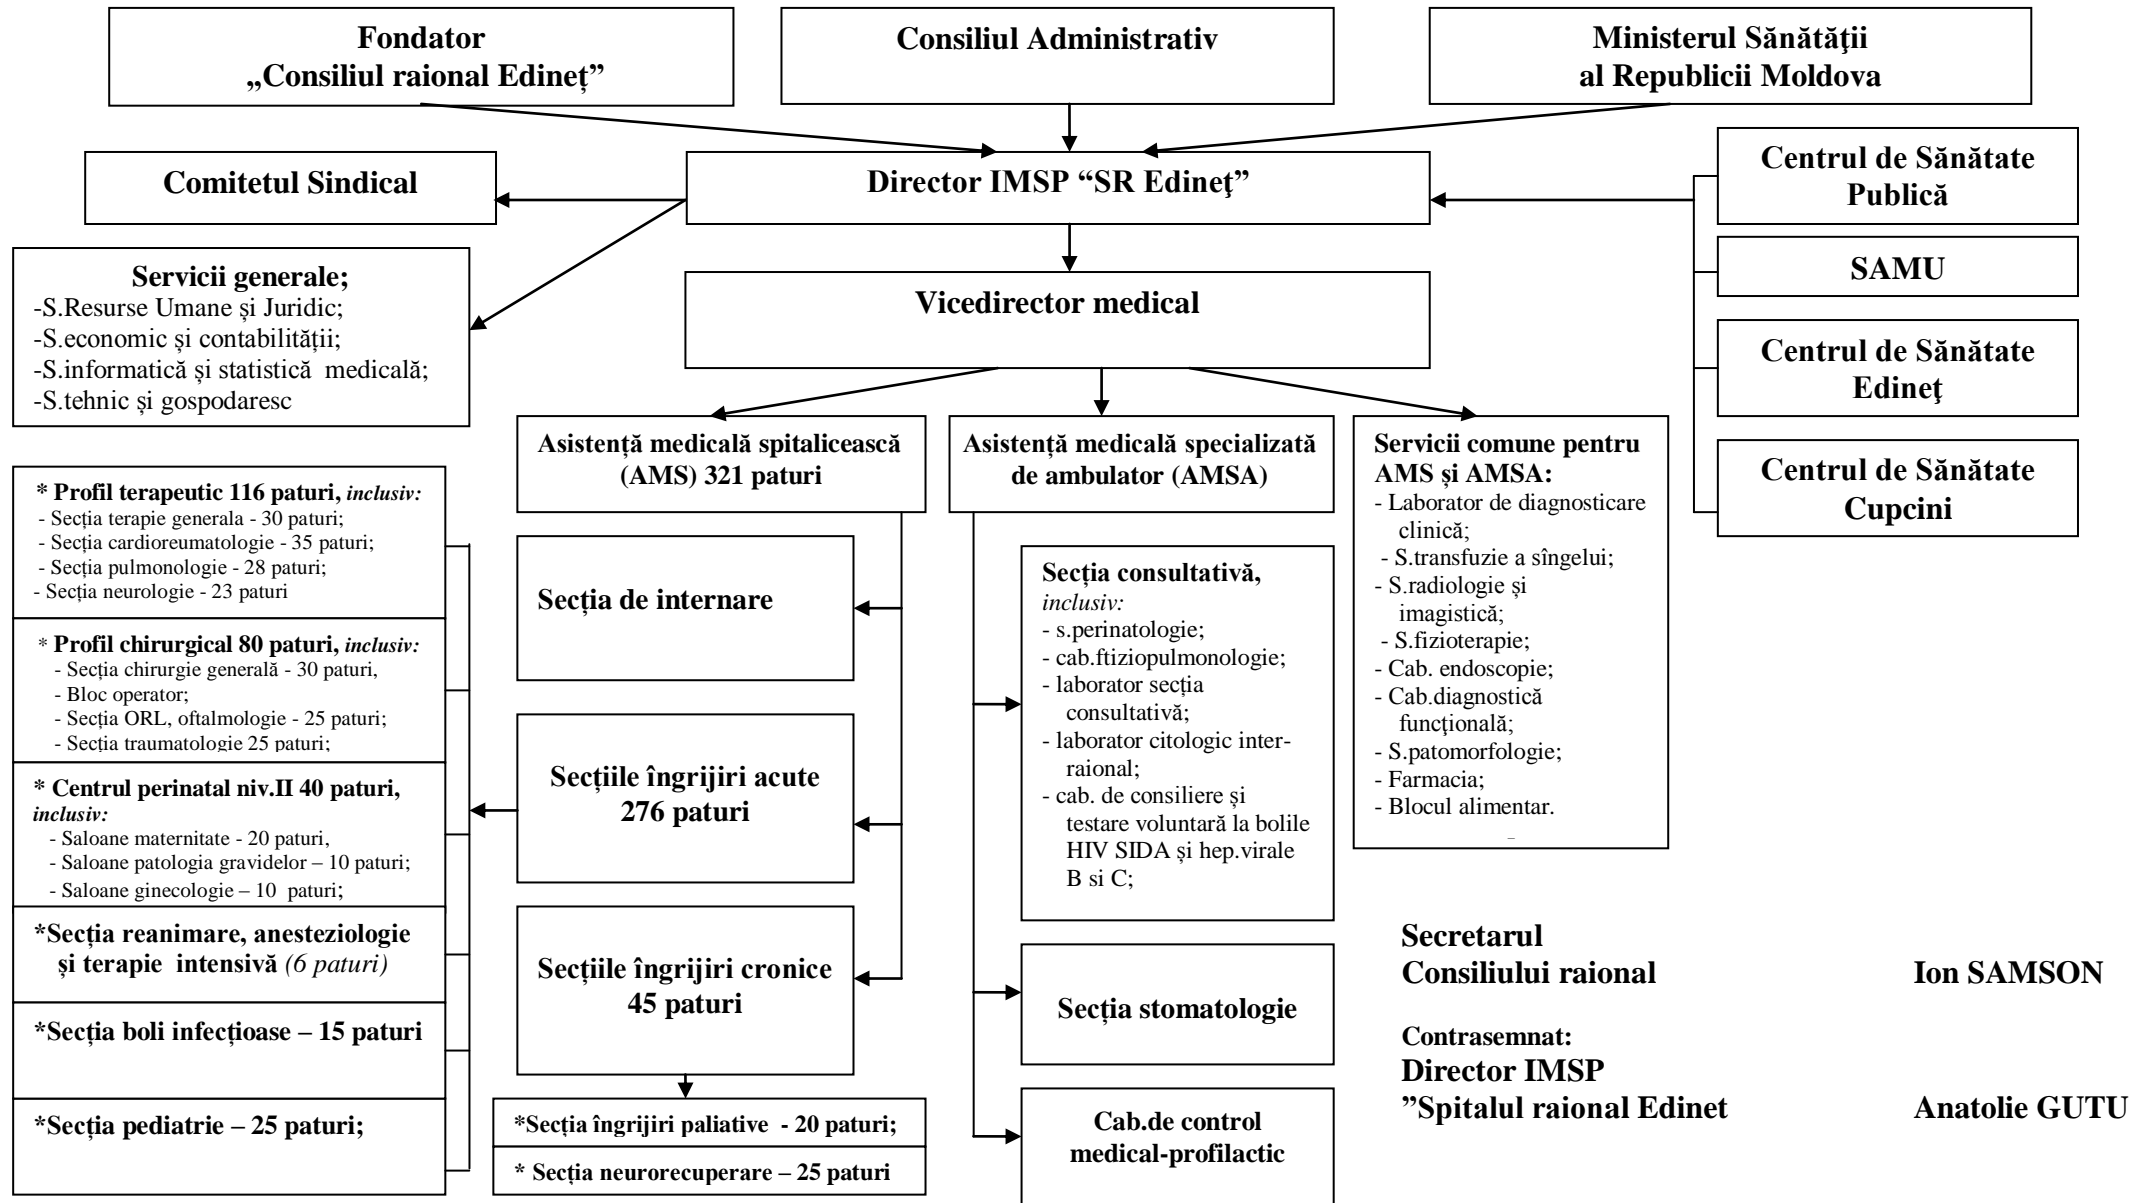 Fondator
„Consiliul raional Edineț”
Consiliul Administrativ
Ministerul Sănătăţii
al Republicii Moldova
Comitetul Sindical
Director IMSP “SR Edineţ”
Centrul de Sănătate
Publică
SAMU
Centrul de Sănătate
Edineţ
Centrul de Sănătate
Cupcini
Servicii generale;
-S.Resurse Umane și Juridic;
-S.economic și contabilității;
-S.informatică și statistică medicală;
-S.tehnic și gospodaresc
Vicedirector medical
Asistență medicală spitalicească
(AMS) 321 paturi
Asistență medicală specializată
de ambulator (AMSA)
Servicii comune pentru
AMS și AMSA:
- Laborator de diagnosticare
clinică;
- S.transfuzie a sîngelui;
- S.radiologie și
imagistică;
- S.fizioterapie;
- Cab. endoscopie;
- Cab.diagnostică
funcţională;
- S.patomorfologie;
- Farmacia;
- Blocul alimentar.
* Profil terapeutic 116 paturi, inclusiv:
- Secția terapie generala - 30 paturi;
- Secția cardioreumatologie - 35 paturi;
- Secția pulmonologie - 28 paturi;
- Secția neurologie - 23 paturi
* Profil chirurgical 80 paturi, inclusiv:
- Secția chirurgie generală - 30 paturi,
- Bloc operator;
- Secția ORL, oftalmologie - 25 paturi;
- Secția traumatologie 25 paturi;
* Centrul perinatal niv.II 40 paturi,
inclusiv:
- Saloane maternitate - 20 paturi,
- Saloane patologia gravidelor – 10 paturi;
- Saloane ginecologie – 10 paturi;
*Secția reanimare, anesteziologie
și terapie intensivă (6 paturi)
*Secția boli infecțioase – 15 paturi
*Secția pediatrie – 25 paturi;
Secția de internare
Secțiile îngrijiri acute
276 paturi
Secțiile îngrijiri cronice
45 paturi
*Secția îngrijiri paliative - 20 paturi;
* Secția neurorecuperare – 25 paturi
Secția consultativă,
inclusiv:
- s.perinatologie;
- cab.ftiziopulmonologie;
- laborator secția
consultativă;
- laborator citologic inter-
raional;
- cab. de consiliere și
testare voluntară la bolile
HIV SIDA și hep.virale
B si C;
Secția stomatologie
Cab.de control
medical-profilactic
Secretarul
Consiliului raional Ion SAMSON
Contrasemnat:
Director IMSP
”Spitalul raional Edinet Anatolie GUTU